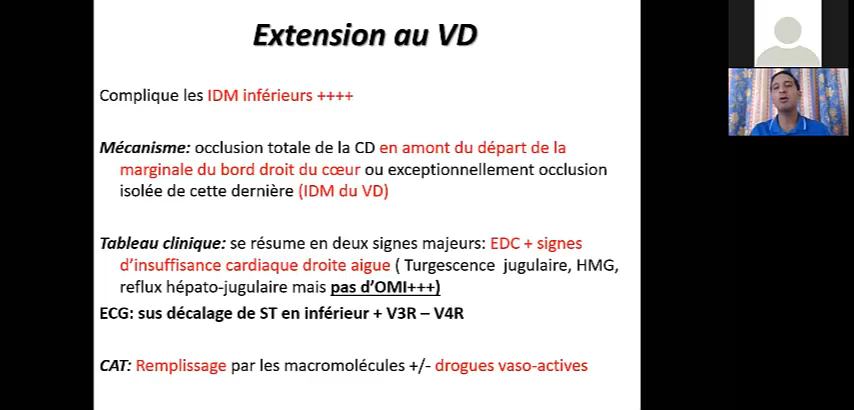 Extension au VD
Complique les IDM inférieurs ++++
Mécanisme: occlusion totale de la CD en amont du départ de la
marginale du bord droit du cœur ou exceptionnellement occlusion
isolée de cette dernière (IDM du VD)
Tableau clinique: se résume en deux signes majeurs: EDC + signes
d'insuffisance cardiaque droite aigue ( Turgescence jugulaire, HMG,
reflux hépato-jugulaire mais pas d'OMI+++)
ECG: sus décalage de ST en inférieur + V3R – V4R
CAT: Remplissage par les macromolécules +/- drogues vaso-actives